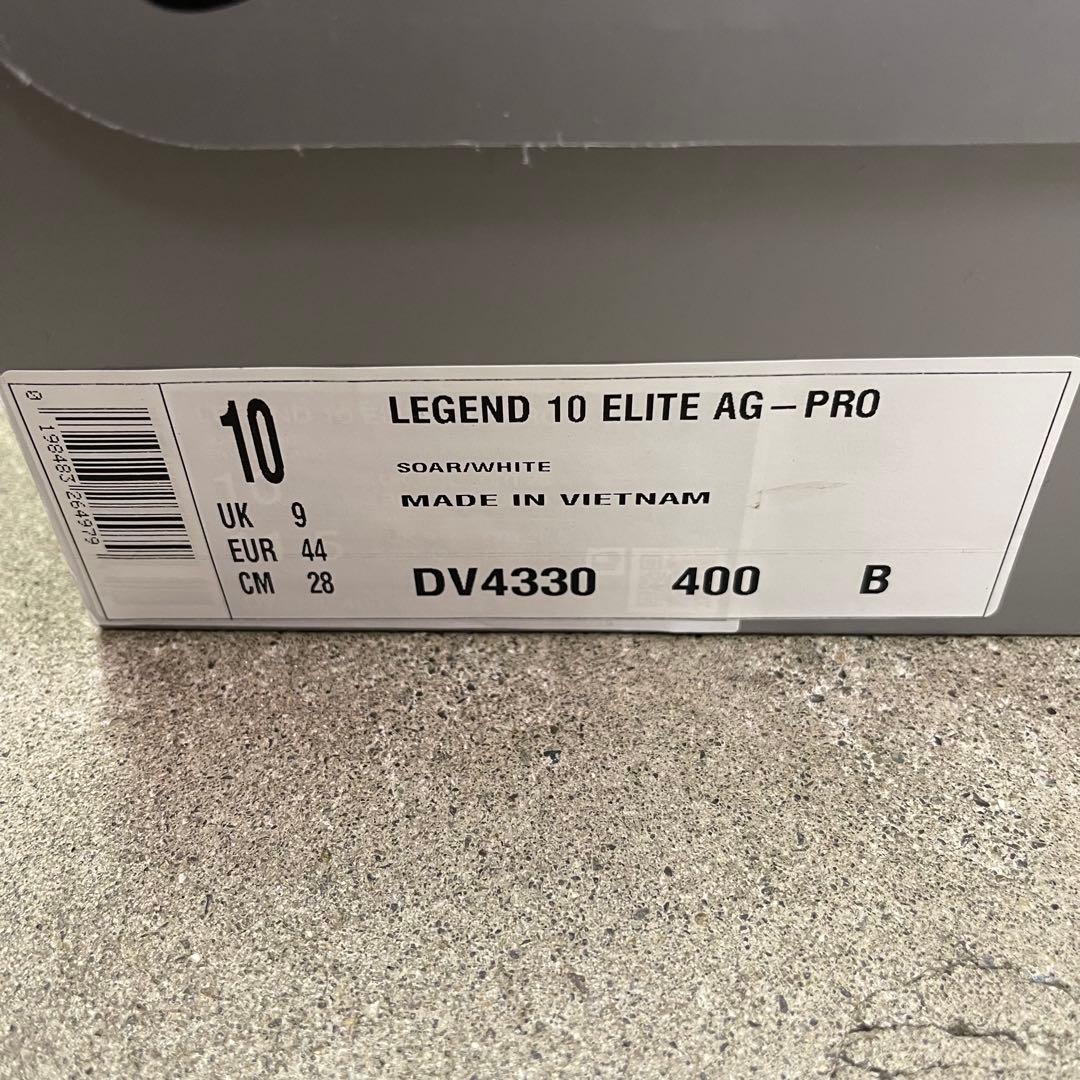 198483264979
10
UK 9
EUR 44
CM 28
LEGEND 10 ELITE AG-PRO
SOAR/WHITE
MADE IN VIETNAM
DV4330 400 B